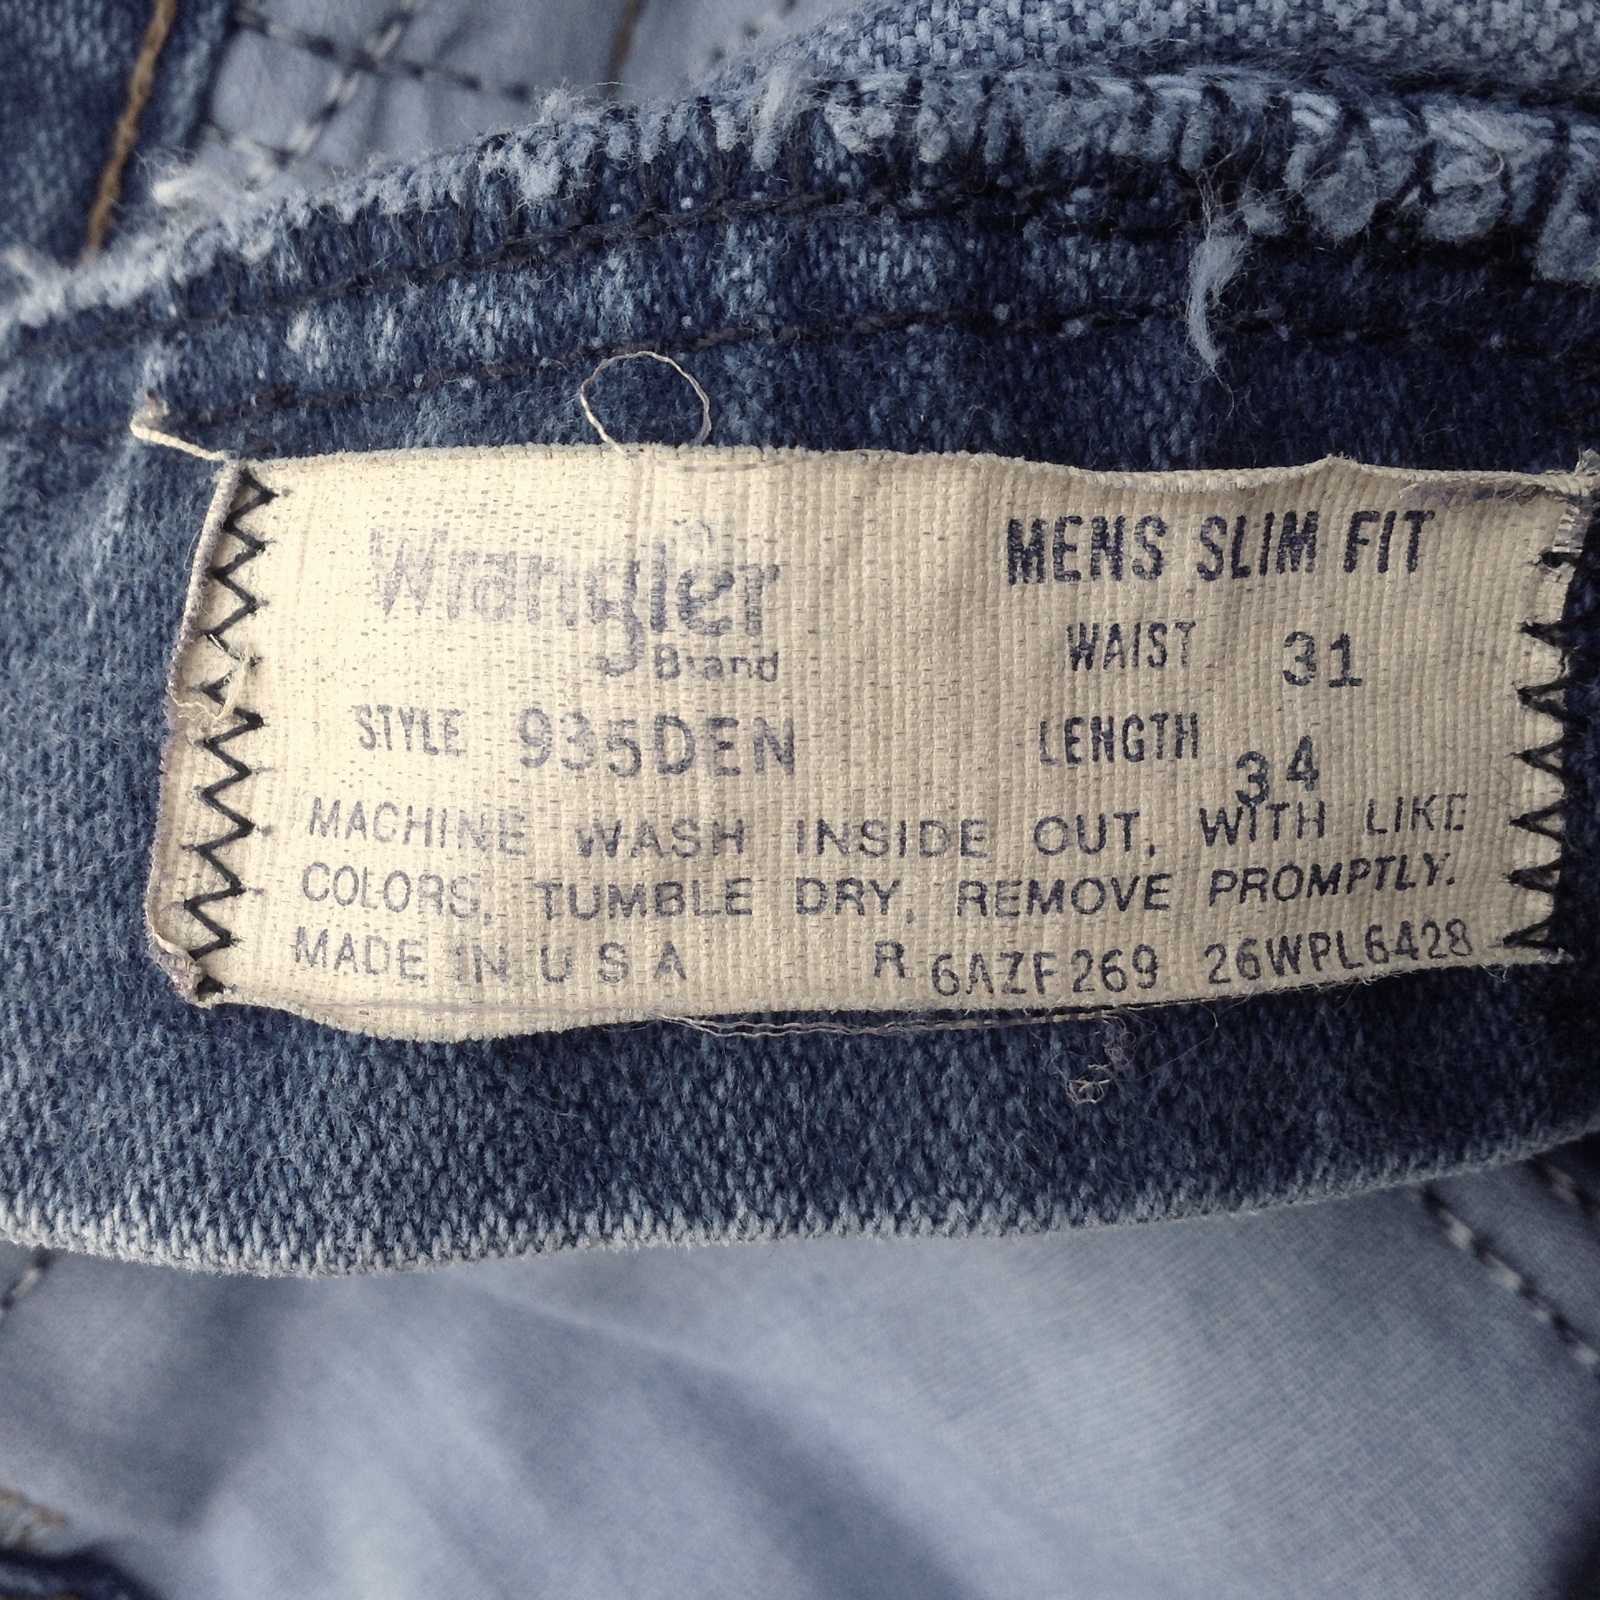 Wrangler
Brand
MENS SLIM FIT
WAIST 31
STYLE 935DEN
LENGTH 34
MACHINE WASH INSIDE OUT, WITH LIKE
COLORS, TUMBLE DRY, REMOVE PROMPTLY.
MADE IN U S A R 6AZF269 26WPL6428